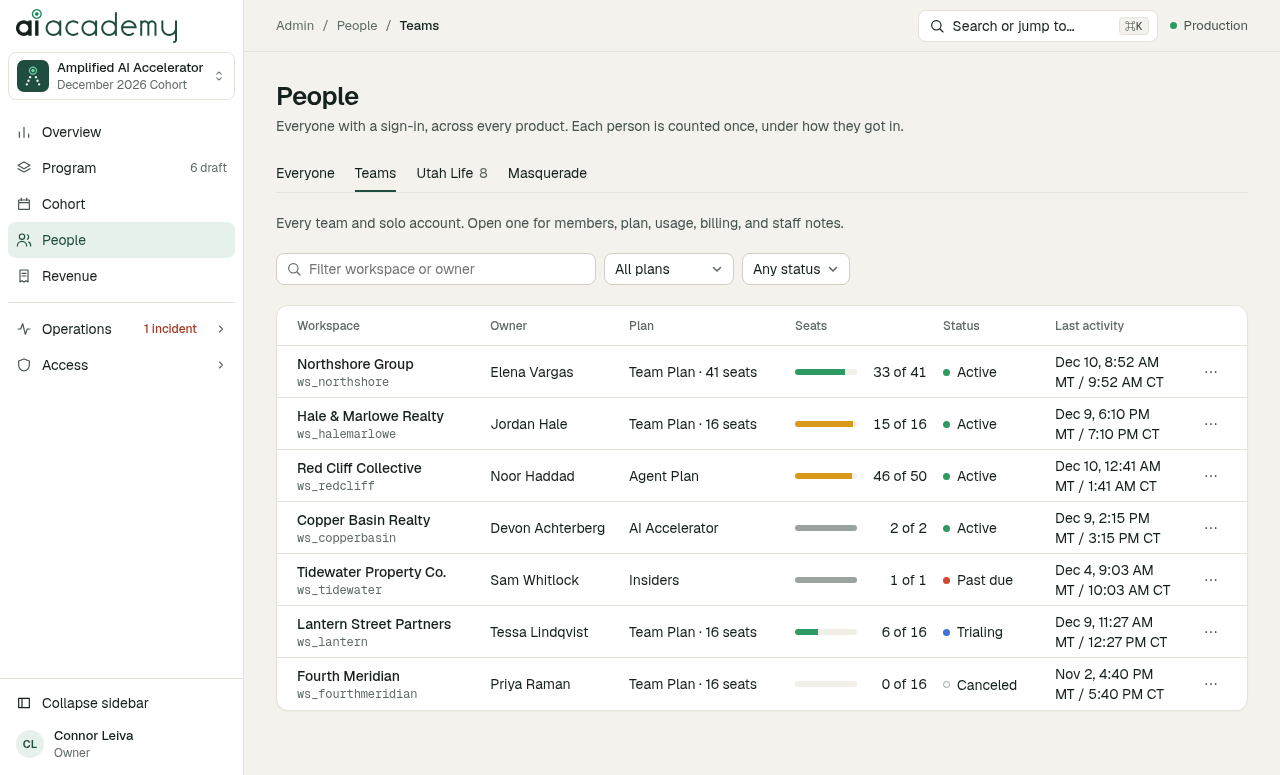 ai academy
Amplified AI Accelerator
December 2026 Cohort
Overview
Program 6 draft
Cohort
People
Revenue
Operations 1 incident
Access
Collapse sidebar
CL
Connor Leiva
Owner
Admin / People / Teams
Search or jump to… ⌘K
Production
People
Everyone with a sign-in, across every product. Each person is counted once, under how they got in.
Everyone Teams Utah Life 8 Masquerade
Every team and solo account. Open one for members, plan, usage, billing, and staff notes.
Filter workspace or owner All plans Any status
Workspace Owner Plan Seats Status Last activity
Northshore Group
ws_northshore
Elena Vargas Team Plan · 41 seats 33 of 41 Active
Dec 10, 8:52 AM
MT / 9:52 AM CT
Hale & Marlowe Realty
ws_halemarlowe
Jordan Hale Team Plan · 16 seats 15 of 16 Active
Dec 9, 6:10 PM
MT / 7:10 PM CT
Red Cliff Collective
ws_redcliff
Noor Haddad Agent Plan 46 of 50 Active
Dec 10, 12:41 AM
MT / 1:41 AM CT
Copper Basin Realty
ws_copperbasin
Devon Achterberg AI Accelerator 2 of 2 Active
Dec 9, 2:15 PM
MT / 3:15 PM CT
Tidewater Property Co.
ws_tidewater
Sam Whitlock Insiders 1 of 1 Past due
Dec 4, 9:03 AM
MT / 10:03 AM CT
Lantern Street Partners
ws_lantern
Tessa Lindqvist Team Plan · 16 seats 6 of 16 Trialing
Dec 9, 11:27 AM
MT / 12:27 PM CT
Fourth Meridian
ws_fourthmeridian
Priya Raman Team Plan · 16 seats 0 of 16 Canceled
Nov 2, 4:40 PM
MT / 5:40 PM CT